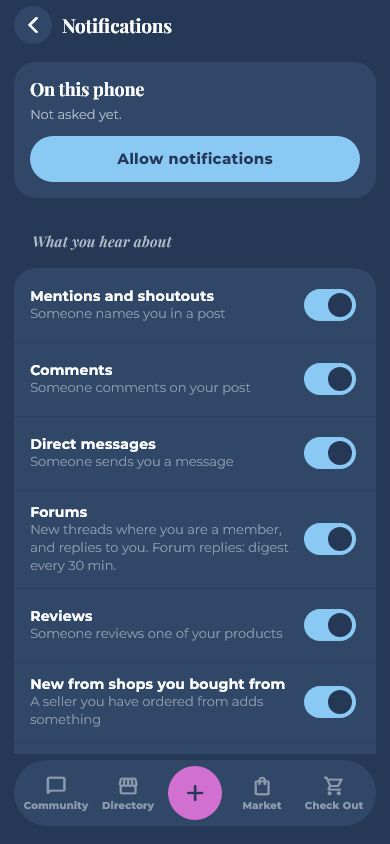 Notifications
On this phone
Not asked yet.
Allow notifications
What you hear about
Mentions and shoutouts
Someone names you in a post
Comments
Someone comments on your post
Direct messages
Someone sends you a message
Forums
New threads where you are a member,
and replies to you. Forum replies: digest
every 30 min.
Reviews
Someone reviews one of your products
New from shops you bought from
A seller you have ordered from adds
something
Community
Directory
Market
Check Out